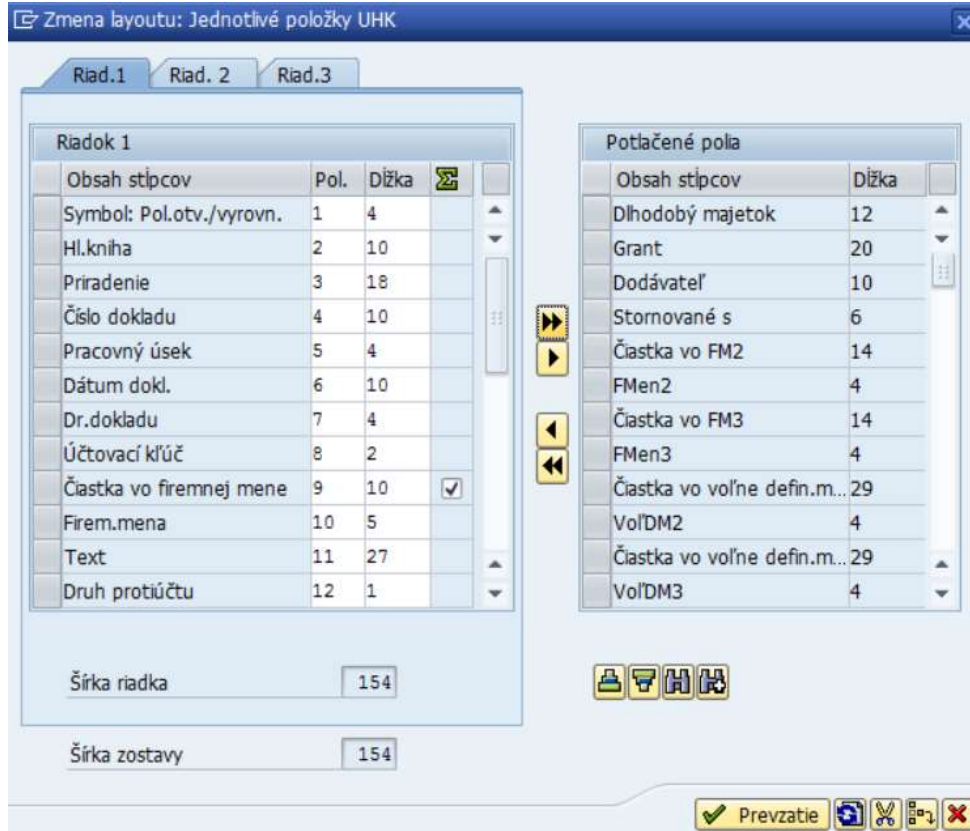 Zmena layoutu: Jednotlivé položky UHK
Riad.1 Riad. 2 Riad.3
Riadok 1
Obsah stĺpcov Pol. Dĺžka
Symbol: Pol.otv./vyrovn. 1 4
Hl.kniha 2 10
Priradenie 3 18
Číslo dokladu 4 10
Pracovný úsek 5 4
Dátum dokl. 6 10
Dr.dokladu 7 4
Účtovací kľúč 8 2
Čiastka vo firemnej mene 9 10
Firem.mena 10 5
Text 11 27
Druh protiúčtu 12 1
Šírka riadka 154
Šírka zostavy 154
Potlačené polia
Obsah stĺpcov Dĺžka
Dlhodobý majetok 12
Grant 20
Dodávateľ 10
Stornované s 6
Čiastka vo FM2 14
FMen2 4
Čiastka vo FM3 14
FMen3 4
Čiastka vo voľne defin.m... 29
VoľDM2 4
Čiastka vo voľne defin.m... 29
VoľDM3 4
Prevzatie